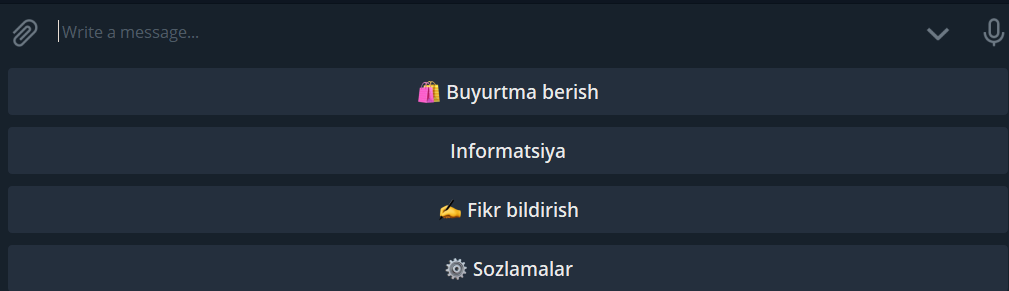 Write a message...
🛍 Buyurtma berish
Informatsiya
✍ Fikr bildirish
⚙ Sozlamalar